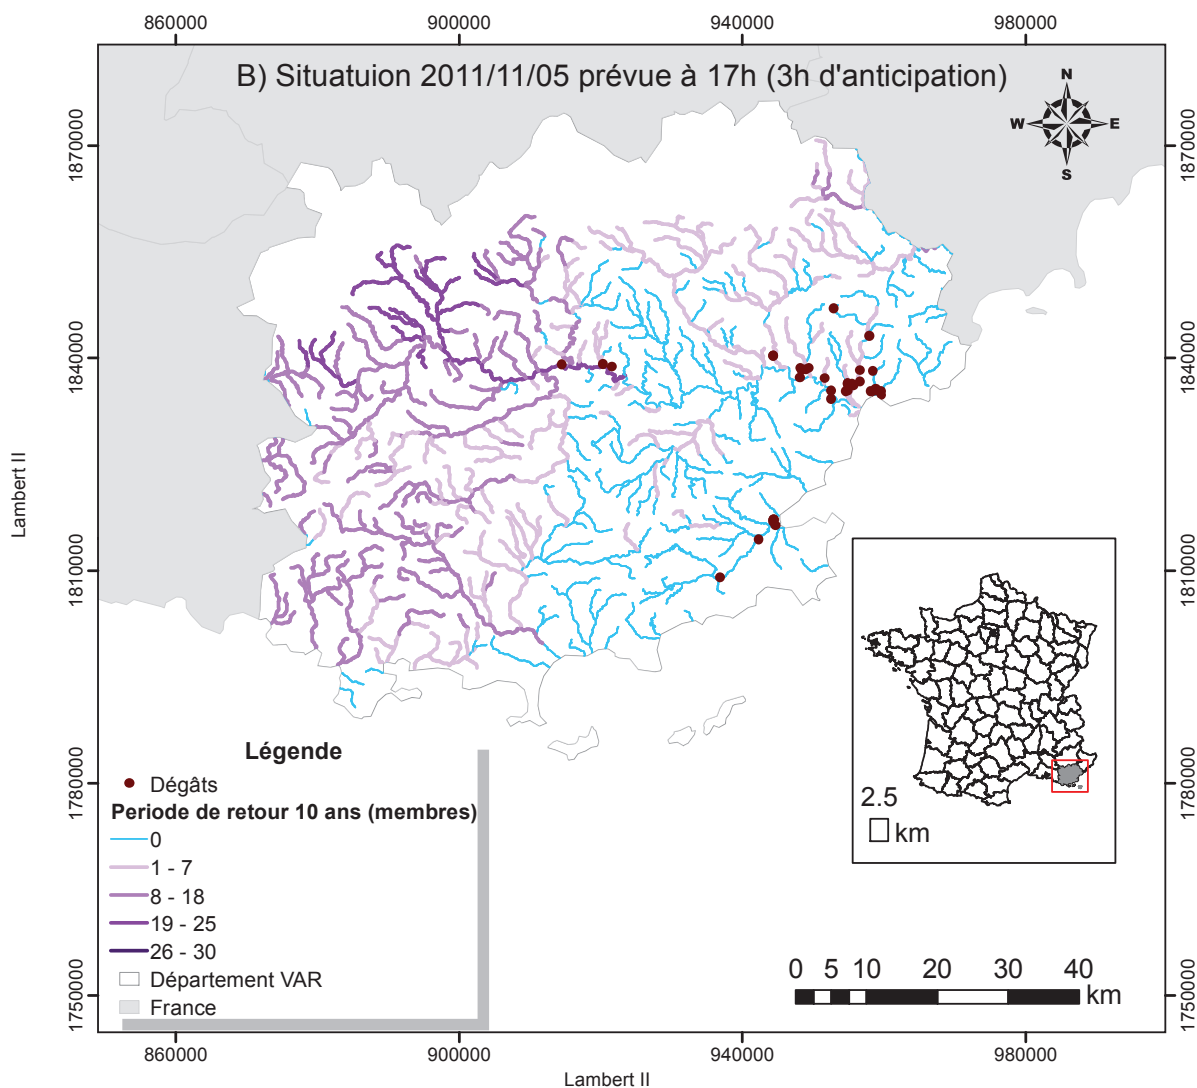 860000 900000 940000 980000
B) Situatuion 2011/11/05 prévue à 17h (3h d'anticipation)
N
W E
S
1870000 1870000
1840000 1840000
1810000 1810000
1780000 1780000
1750000 1750000
Lambert II
Légende
Dégâts
Periode de retour 10 ans (membres)
0
1 - 7
8 - 18
19 - 25
26 - 30
Département VAR
France
2.5
km
0 5 10 20 30 40
km
860000 900000 940000 980000
Lambert II